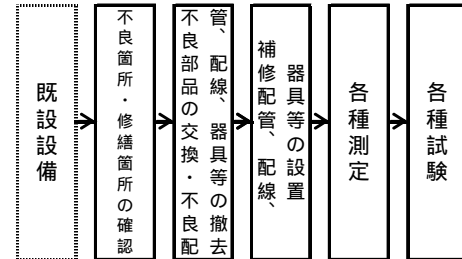 既設設備
不良箇所・修繕箇所の確認
不良部品の交換・不良配
管、配線、器具等の撤去
補修配管、配線、
器具等の設置
各種測定
各種試験